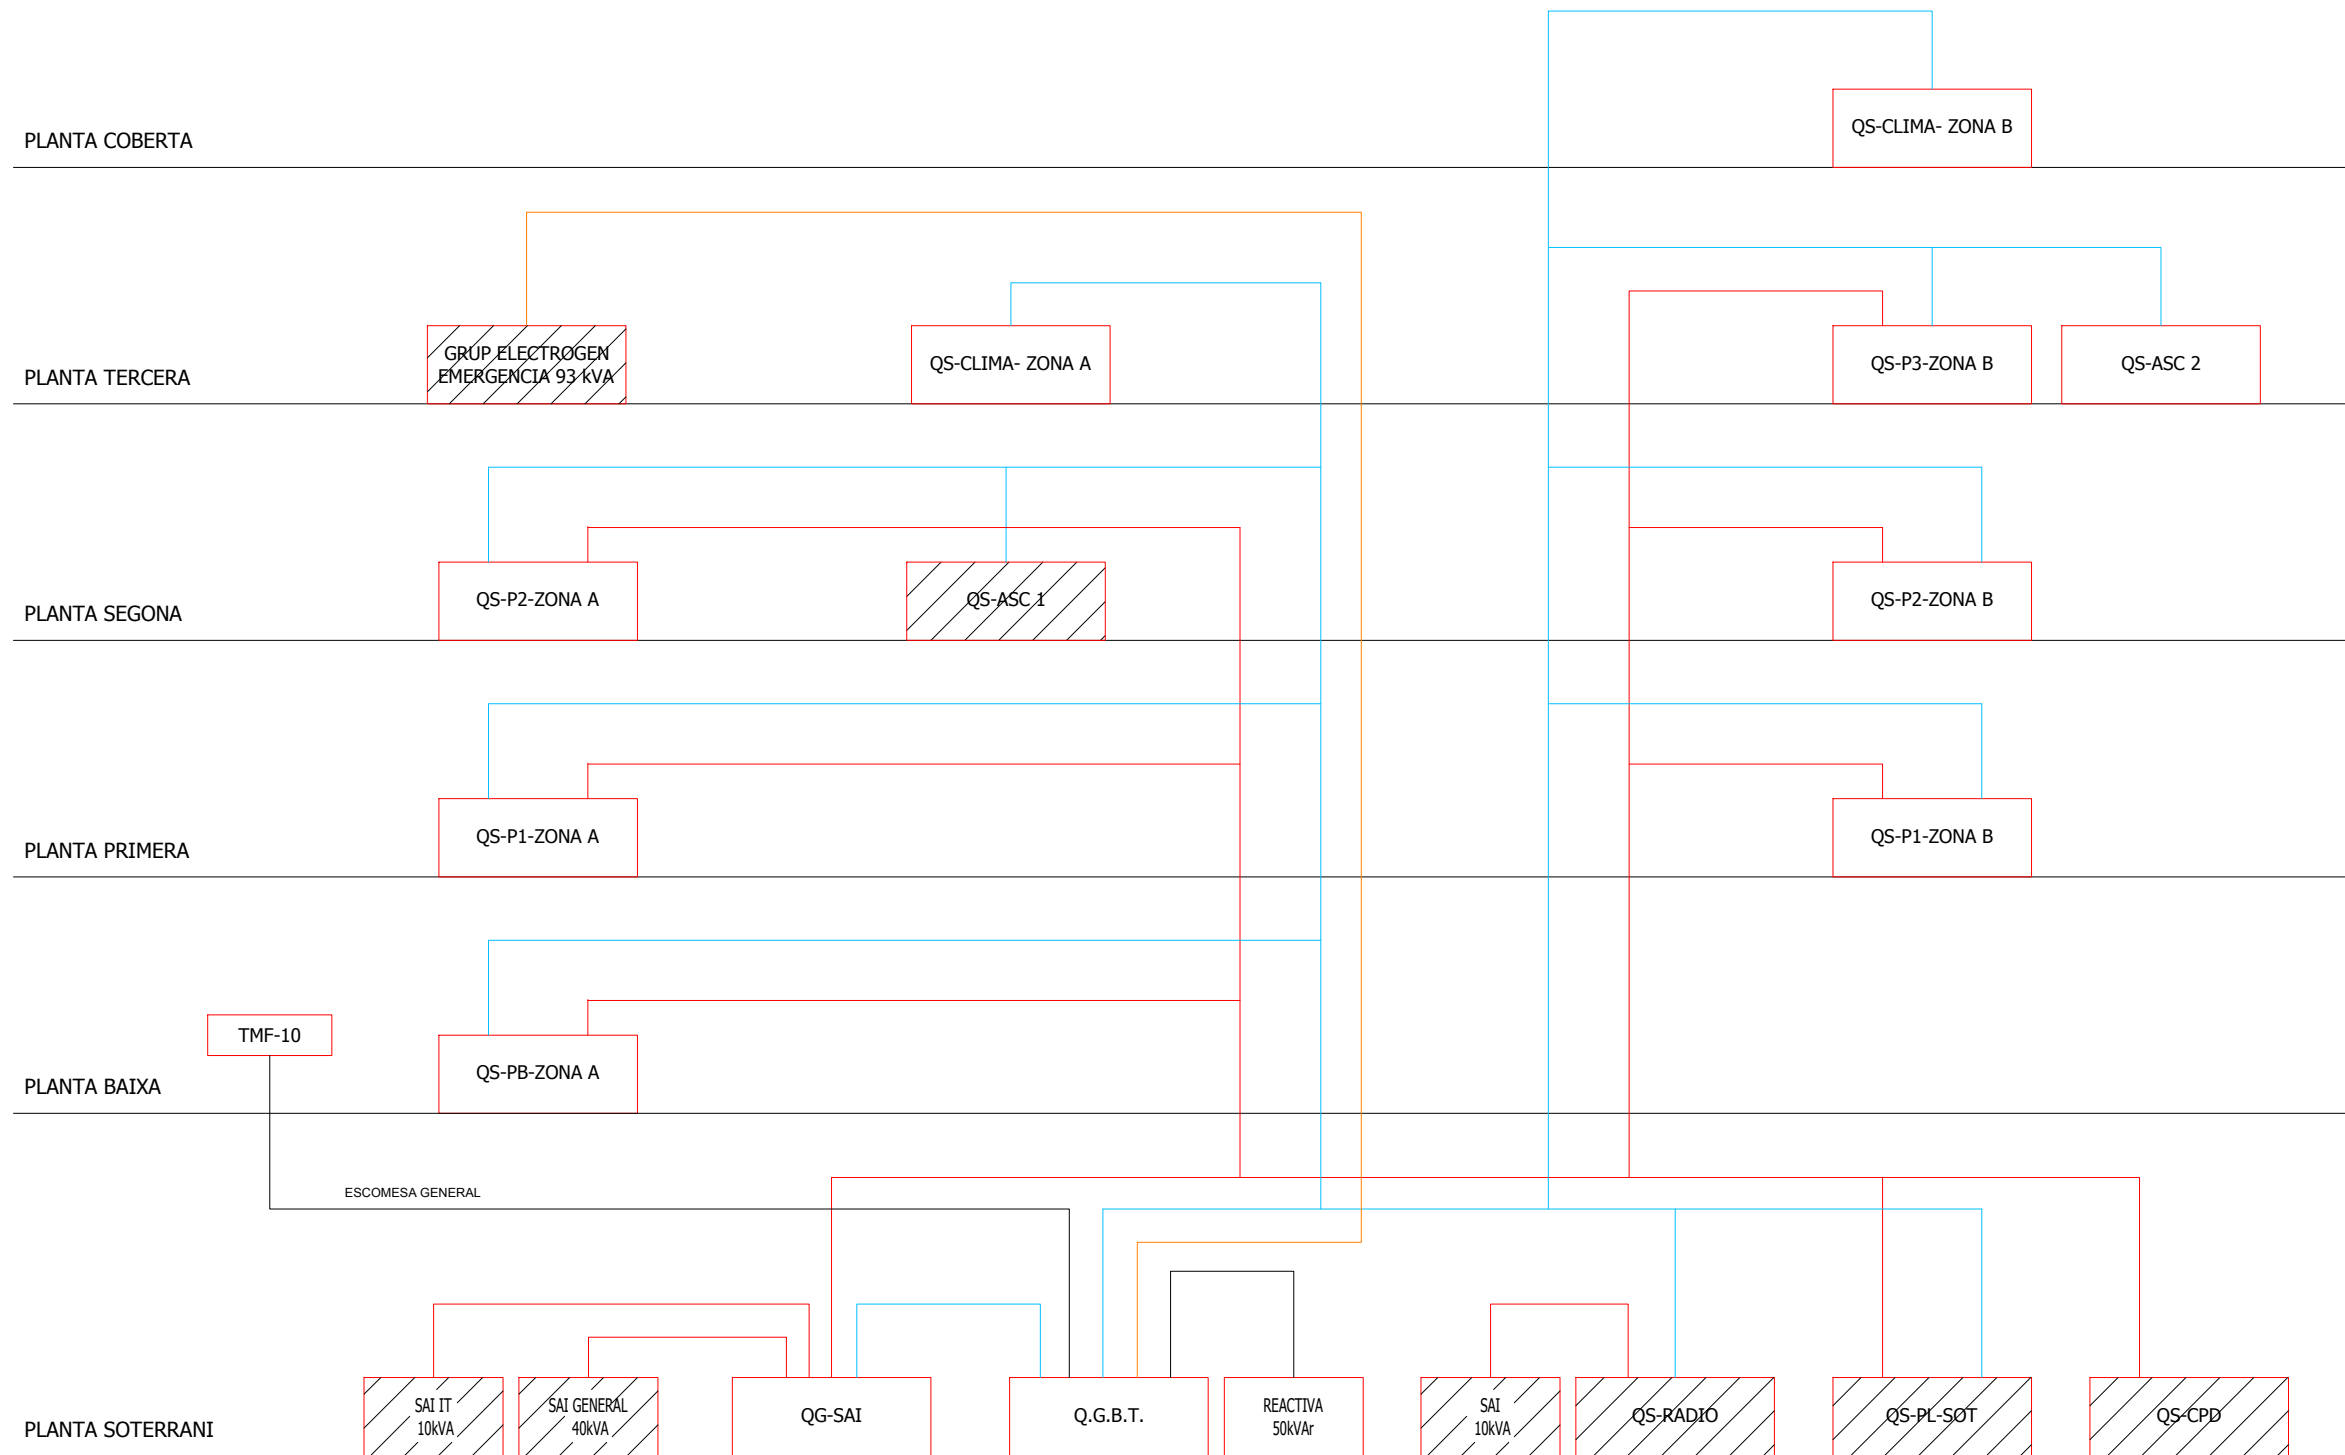 QS-CLIMA- ZONA B
PLANTA COBERTA
GRUP ELECTROGEN
EMERGENCIA 93 kVA
QS-CLIMA- ZONA A
QS-P3-ZONA B
QS-ASC 2
PLANTA TERCERA
QS-P2-ZONA A
QS-ASC 1
QS-P2-ZONA B
PLANTA SEGONA
QS-P1-ZONA A
QS-P1-ZONA B
PLANTA PRIMERA
TMF-10
QS-PB-ZONA A
PLANTA BAIXA
ESCOMESA GENERAL
SAI IT
10kVA
SAI GENERAL
40kVA
QG-SAI
Q.G.B.T.
REACTIVA
50kVAr
SAI
10kVA
QS-RADIO
QS-PL-SOT
QS-CPD
PLANTA SOTERRANI